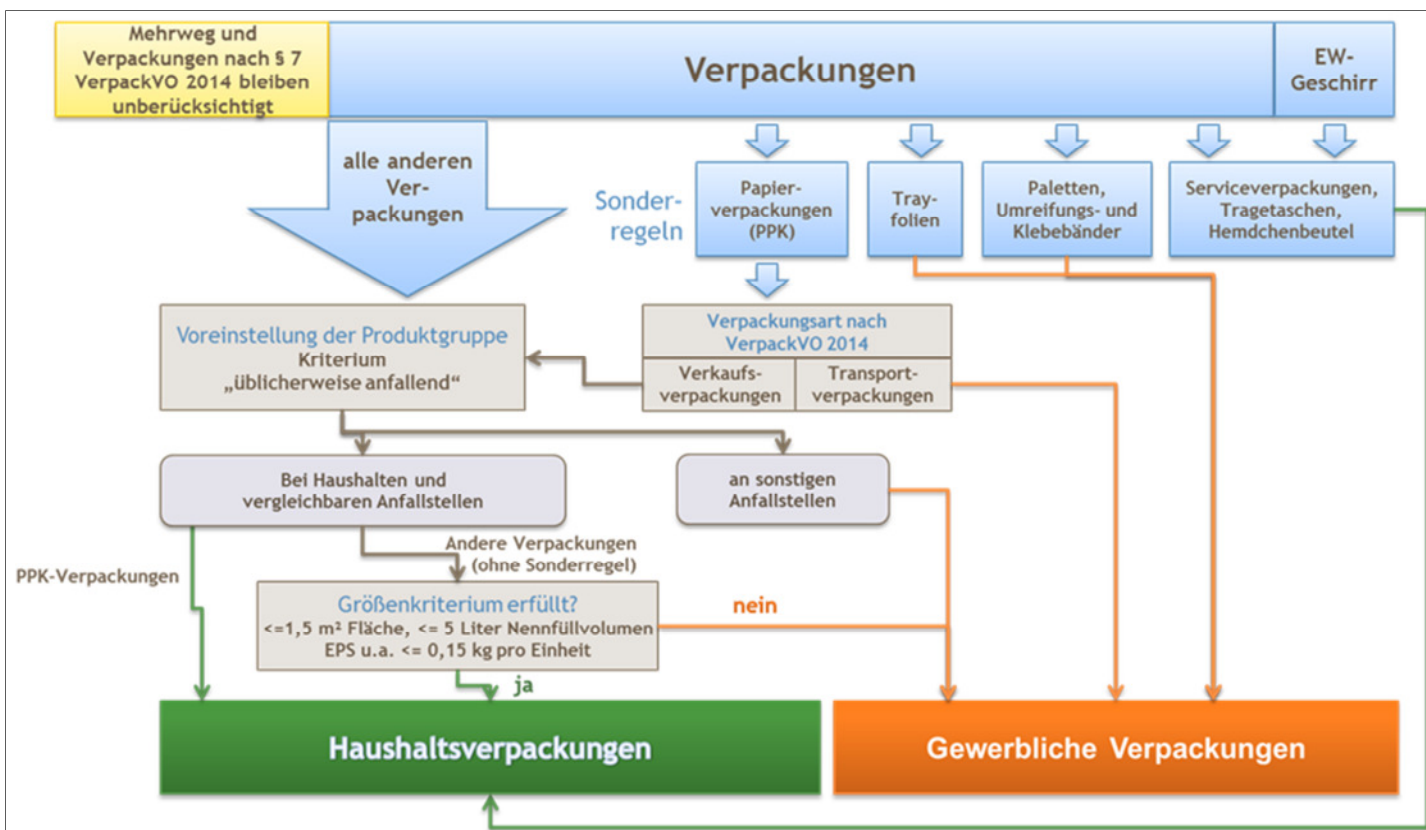 Mehrweg und
Verpackungen nach § 7
VerpackVO 2014 bleiben
unberücksichtigt
Verpackungen
EW-
Geschirr
alle anderen
Ver-
packungen
Sonder-
regeln
Papier-
verpackungen
(PPK)
Tray-
folien
Paletten,
Umreifungs- und
Klebebänder
Serviceverpackungen,
Tragetaschen,
Hemdchenbeutel
Voreinstellung der Produktgruppe
Kriterium
„üblicherweise anfallend“
Verpackungsart nach
VerpackVO 2014
Verkaufs-
verpackungen
Transport-
verpackungen
Bei Haushalten und
vergleichbaren Anfallstellen
an sonstigen
Anfallstellen
PPK-Verpackungen
Andere Verpackungen
(ohne Sonderregel)
Größenkriterium erfüllt?
<=1,5 m² Fläche, <= 5 Liter Nennfüllvolumen
EPS u.a. <= 0,15 kg pro Einheit
nein
ja
Haushaltsverpackungen
Gewerbliche Verpackungen